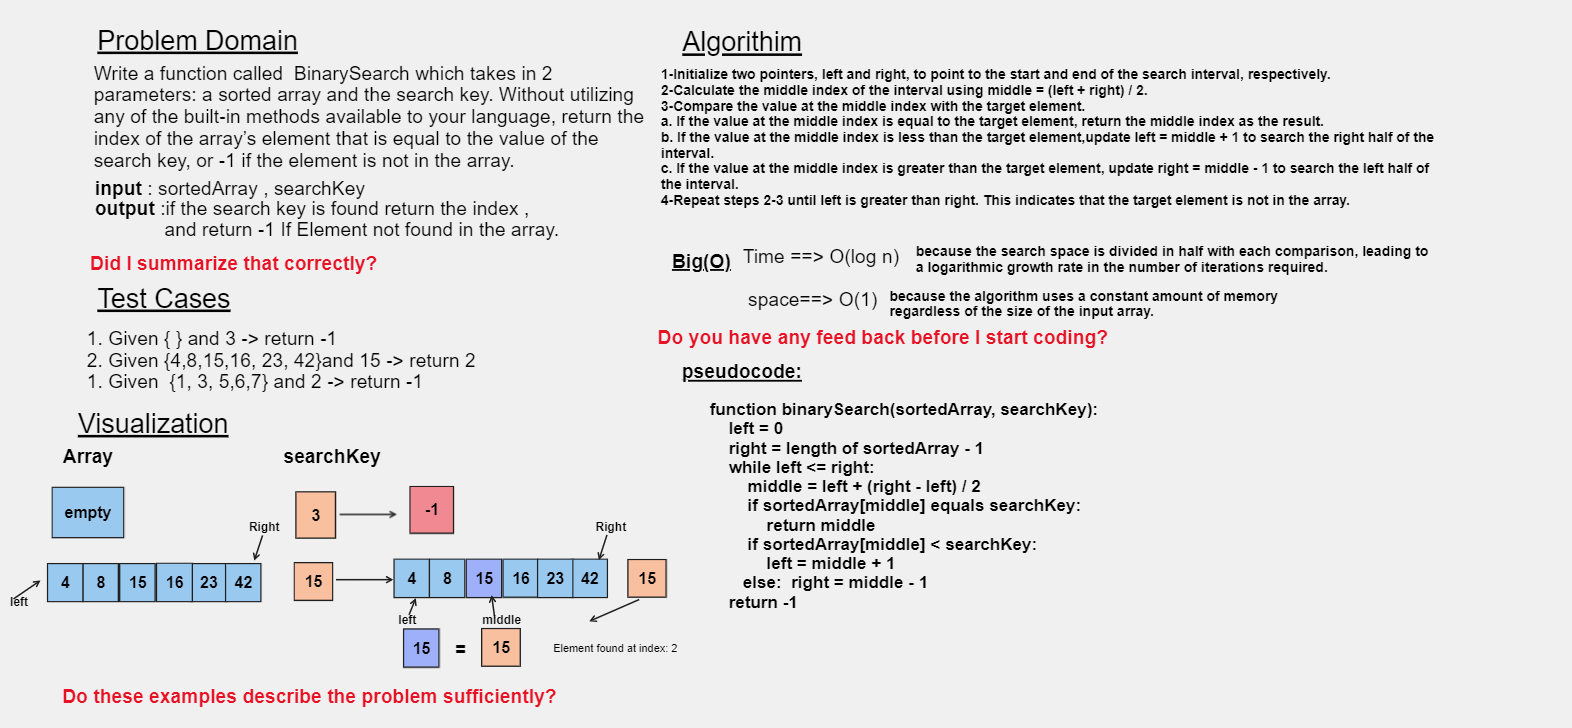 Problem Domain
Write a function called  BinarySearch which takes in 2
parameters: a sorted array and the search key. Without utilizing
any of the built-in methods available to your language, return the
index of the array’s element that is equal to the value of the
search key, or -1 if the element is not in the array.
input : sortedArray , searchKey
output :if the search key is found return the index ,
and return -1 If Element not found in the array.
Did I summarize that correctly?
Test Cases
1. Given { } and 3 -> return -1
2. Given {4,8,15,16, 23, 42}and 15 -> return 2
1. Given  {1, 3, 5,6,7} and 2 -> return -1
Visualization
Array
searchKey
empty
3
-1
Right
Right
4 8 15 16 23 42
15
4 8 15 16 23 42
15
left
left
middle
15 = 15
Element found at index: 2
Do these examples describe the problem sufficiently?
Algorithim
1-Initialize two pointers, left and right, to point to the start and end of the search interval, respectively.
2-Calculate the middle index of the interval using middle = (left + right) / 2.
3-Compare the value at the middle index with the target element.
a. If the value at the middle index is equal to the target element, return the middle index as the result.
b. If the value at the middle index is less than the target element,update left = middle + 1 to search the right half of the
interval.
c. If the value at the middle index is greater than the target element, update right = middle - 1 to search the left half of
the interval.
4-Repeat steps 2-3 until left is greater than right. This indicates that the target element is not in the array.
Big(O)
Time ==> O(log n)
because the search space is divided in half with each comparison, leading to
a logarithmic growth rate in the number of iterations required.
space==> O(1)
because the algorithm uses a constant amount of memory
regardless of the size of the input array.
Do you have any feed back before I start coding?
pseudocode:
function binarySearch(sortedArray, searchKey):
left = 0
right = length of sortedArray - 1
while left <= right:
middle = left + (right - left) / 2
if sortedArray[middle] equals searchKey:
return middle
if sortedArray[middle] < searchKey:
left = middle + 1
else:  right = middle - 1
return -1